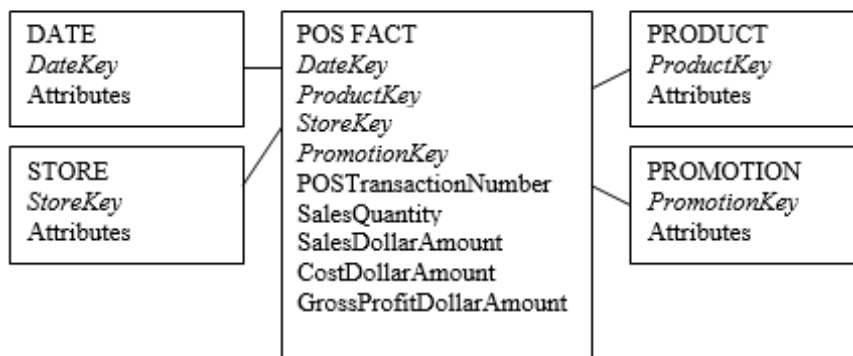 DATE
DateKey
Attributes
STORE
StoreKey
Attributes
POS FACT
DateKey
ProductKey
StoreKey
PromotionKey
POSTransactionNumber
SalesQuantity
SalesDollarAmount
CostDollarAmount
GrossProfitDollarAmount
PRODUCT
ProductKey
Attributes
PROMOTION
PromotionKey
Attributes